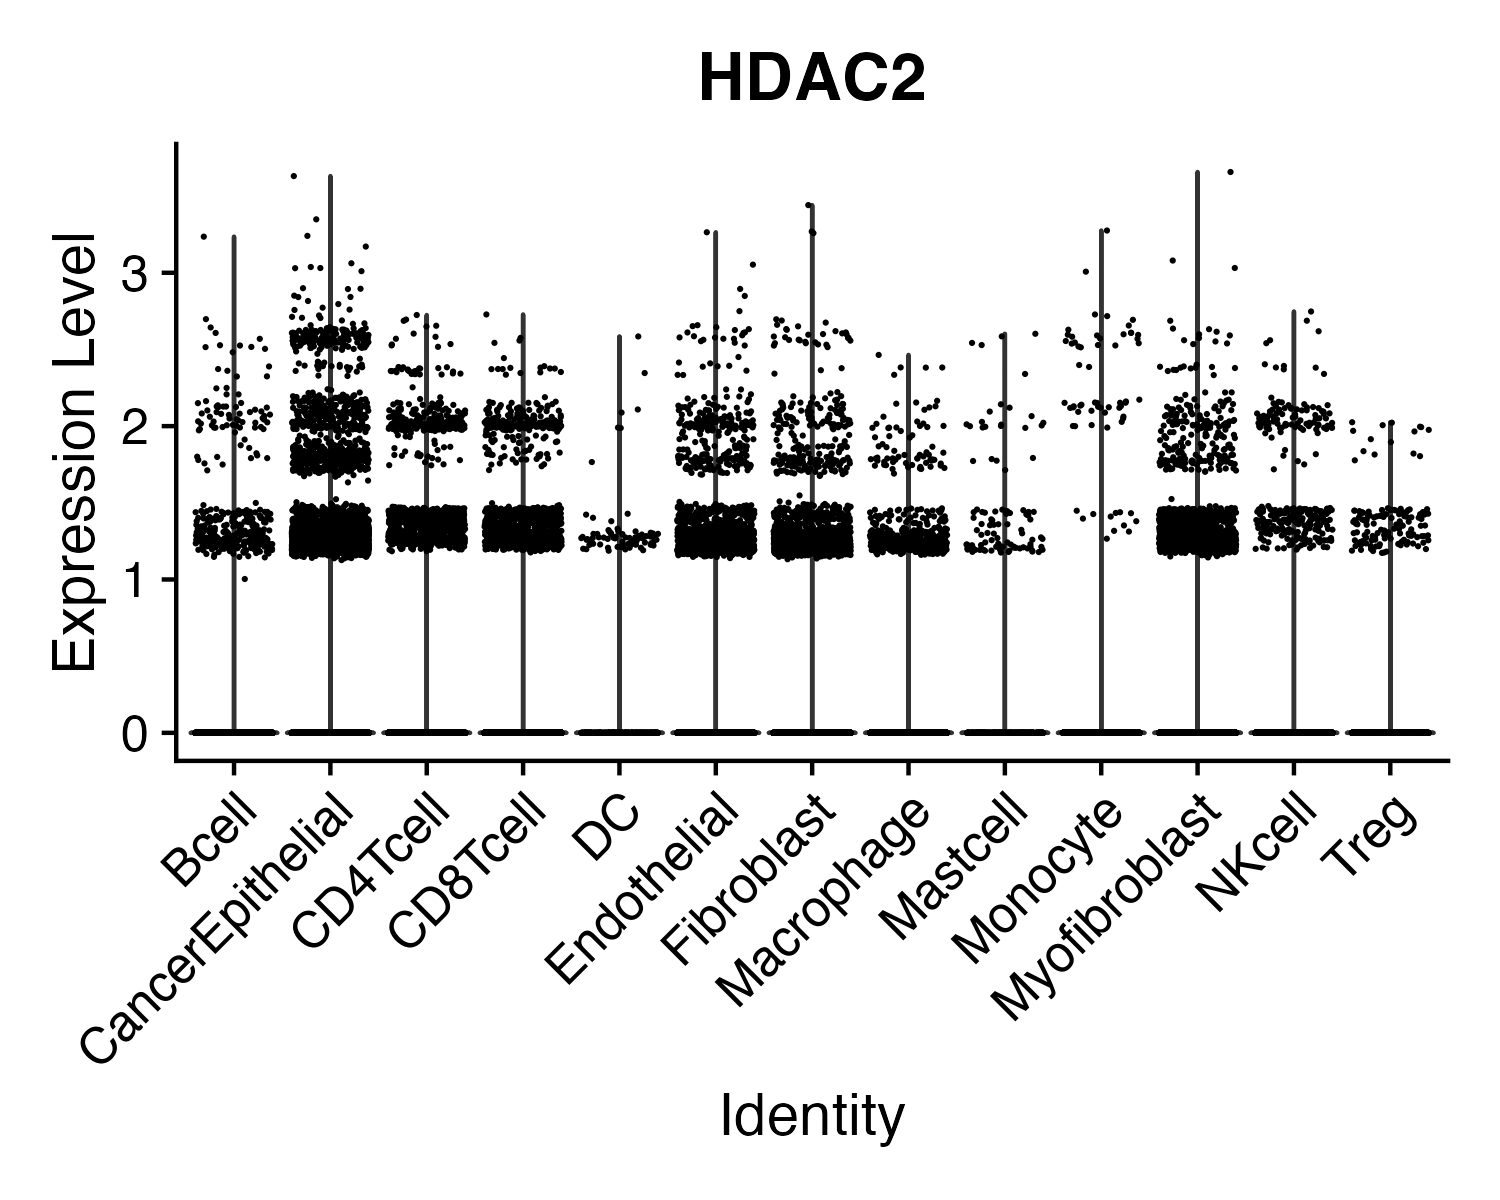 HDAC2
Expression Level
3
2
1
0
Bcell
CancerEpithelial
CD4Tcell
CD8Tcell
DC
Endothelial
Fibroblast
Macrophage
Mastcell
Monocyte
Myofibroblast
NKcell
Treg
Identity